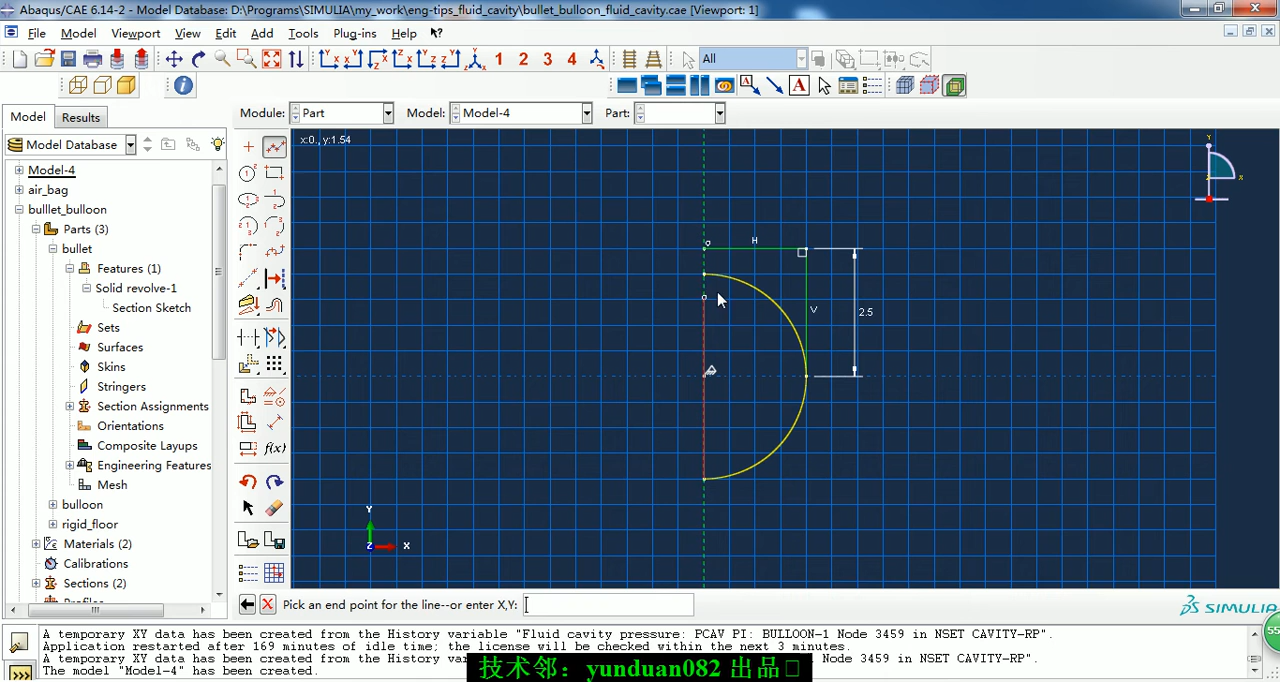 Abaqus/CAE 6.14-2 - Model Database: D:\Programs\SIMULIA\my_work\eng-tips_fluid_cavity\bullet_bulloon_fluid_cavity.cae [Viewport: 1]
File Model Viewport View Edit Add Tools Plug-ins Help
1 2 3 4 All
A A
Model Results Module: Part Model: Model-4 Part:
Model Database
x:0., y:1.54
Model-4
air_bag
bulllet_bulloon
Parts (3)
bullet
Features (1)
Solid revolve-1
Section Sketch
Sets
Surfaces
Skins
Stringers
Section Assignments
Orientations
Composite Layups
Engineering Features
Mesh
bulloon
rigid_floor
Materials (2)
Calibrations
Sections (2)
H
V
2.5
Y
X
Z
Y
X
f(x)
Pick an end point for the line--or enter X,Y:
SIMULIA
A temporary XY data has been created from the History variable "Fluid cavity pressure: PCAV PI: BULLOON-1 Node 3459 in NSET CAVITY-RP".
Application restarted after 169 minutes of idle time; the license will be checked within the next 3 minutes.
A temporary XY data has been created from the History va 3459 in NSET CAVITY-RP".
The model "Model-4" has been created.
技术邻：yunduan082 出品
55